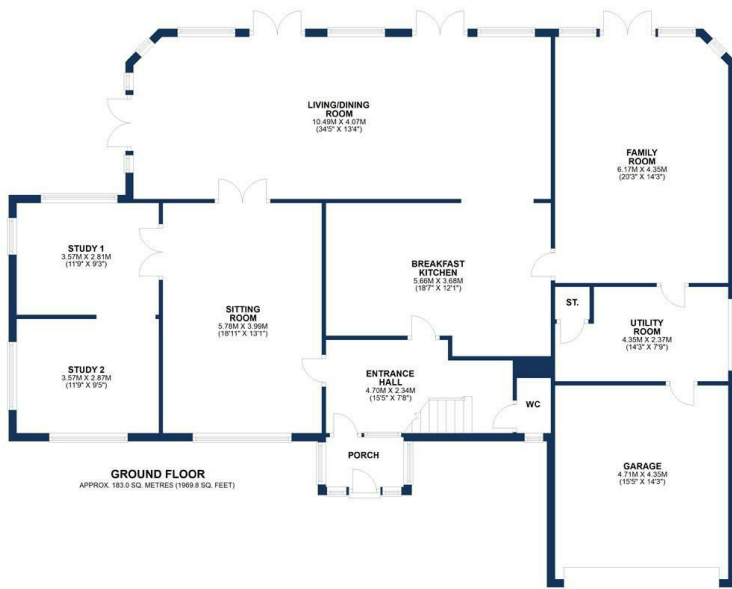 LIVING/DINING
ROOM
10.49M X 4.07M
(34'5" X 13'4")
FAMILY
ROOM
6.17M X 4.35M
(20'3" X 14'3")
STUDY 1
3.57M X 2.81M
(11'9" X 9'3")
BREAKFAST
KITCHEN
5.66M X 3.68M
(18'7" X 12'1")
SITTING
ROOM
5.78M X 3.99M
(18'11" X 13'1")
ST.
UTILITY
ROOM
4.35M X 2.37M
(14'3" X 7'9")
STUDY 2
3.57M X 2.87M
(11'9" X 9'5")
ENTRANCE
HALL
4.70M X 2.34M
(15'5" X 7'8")
WC
PORCH
GARAGE
4.71M X 4.35M
(15'5" X 14'3")
GROUND FLOOR
APPROX. 183.0 SQ. METRES (1969.8 SQ. FEET)